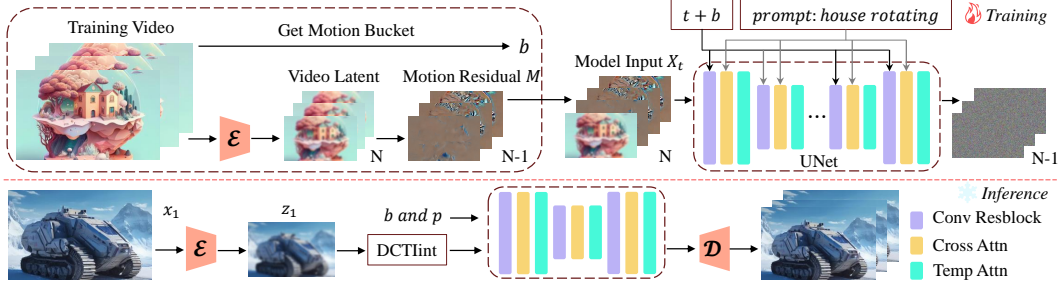 Training Video
Get Motion Bucket
b
Video Latent
Motion Residual M
ℰ
N
N-1
Model Input X_t
N
t + b
prompt: house rotating
Training
...
UNet
N-1
Inference
x_1
ℰ
z_1
b and p
DCTIint
𝒟
Conv Resblock
Cross Attn
Temp Attn